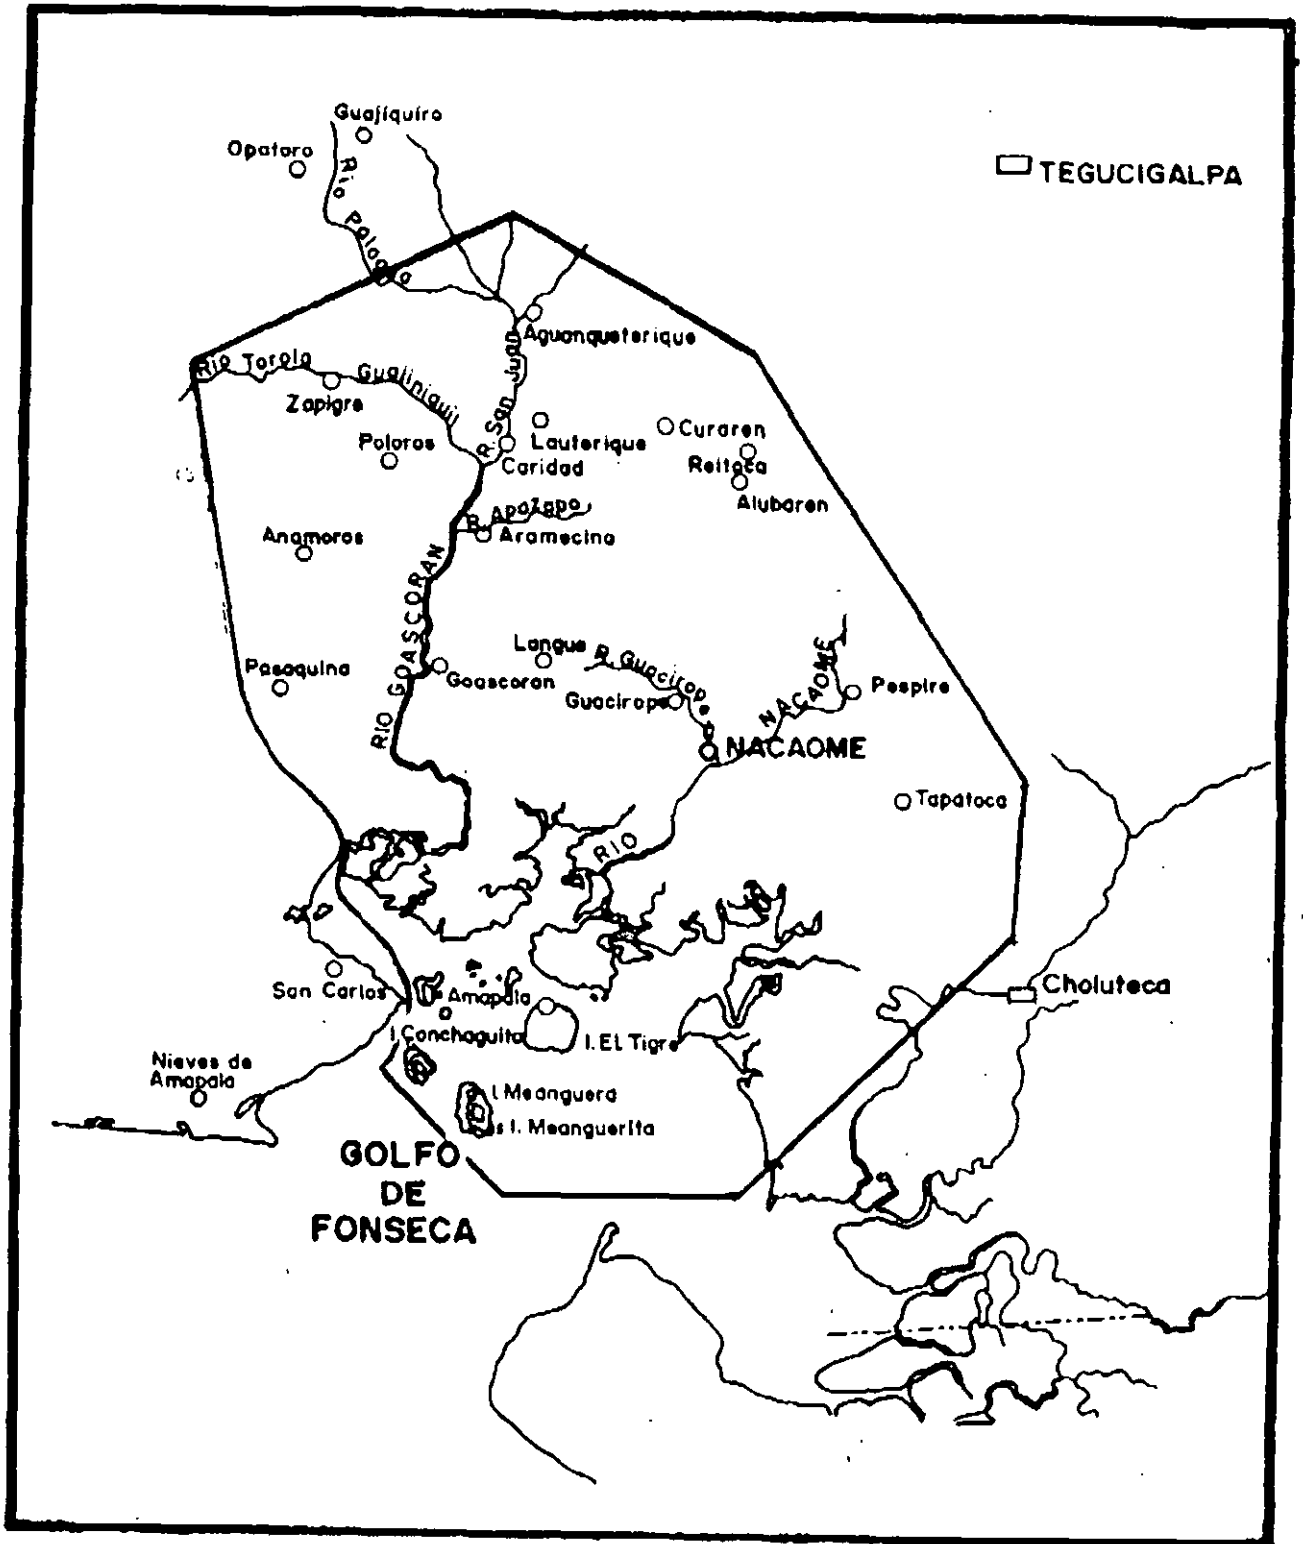 Guajiquiro
Opatoro
TEGUCIGALPA
Rio
Aguanqueterique
Rio Torola
Gualiniquil
Zapigre
R. San Juan
Lauterique
Curaren
Poloros
Caridad
Reitoca
Alubaren
R. Apazapo
Aramecina
Anamoros
RIO GOASCORAN
Langue
R. Guacirope
NACAOME
Pasaquina
Goascoran
Guacirope
Pespire
NACAOME
Tapatoca
RIO
San Carlos
Amapala
Choluteca
I. Conchaguita
I. El Tigre
Nieves de
Amapala
I. Meanguera
I. Meanguerita
GOLFO
DE
FONSECA